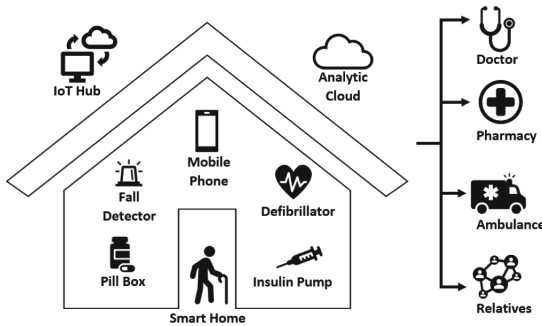 IoT Hub
Analytic
Cloud
Mobile
Phone
Fall
Detector
Defibrillator
Pill Box
Insulin Pump
Smart Home
Doctor
Pharmacy
Ambulance
Relatives